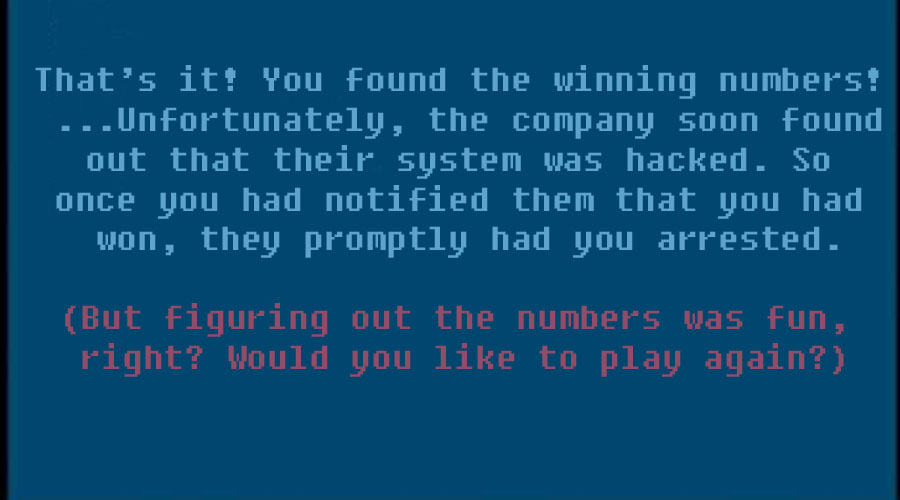 That's it! You found the winning numbers!
...Unfortunately, the company soon found
out that their system was hacked. So
once you had notified them that you had
won, they promptly had you arrested.
(But figuring out the numbers was fun,
right? Would you like to play again?)